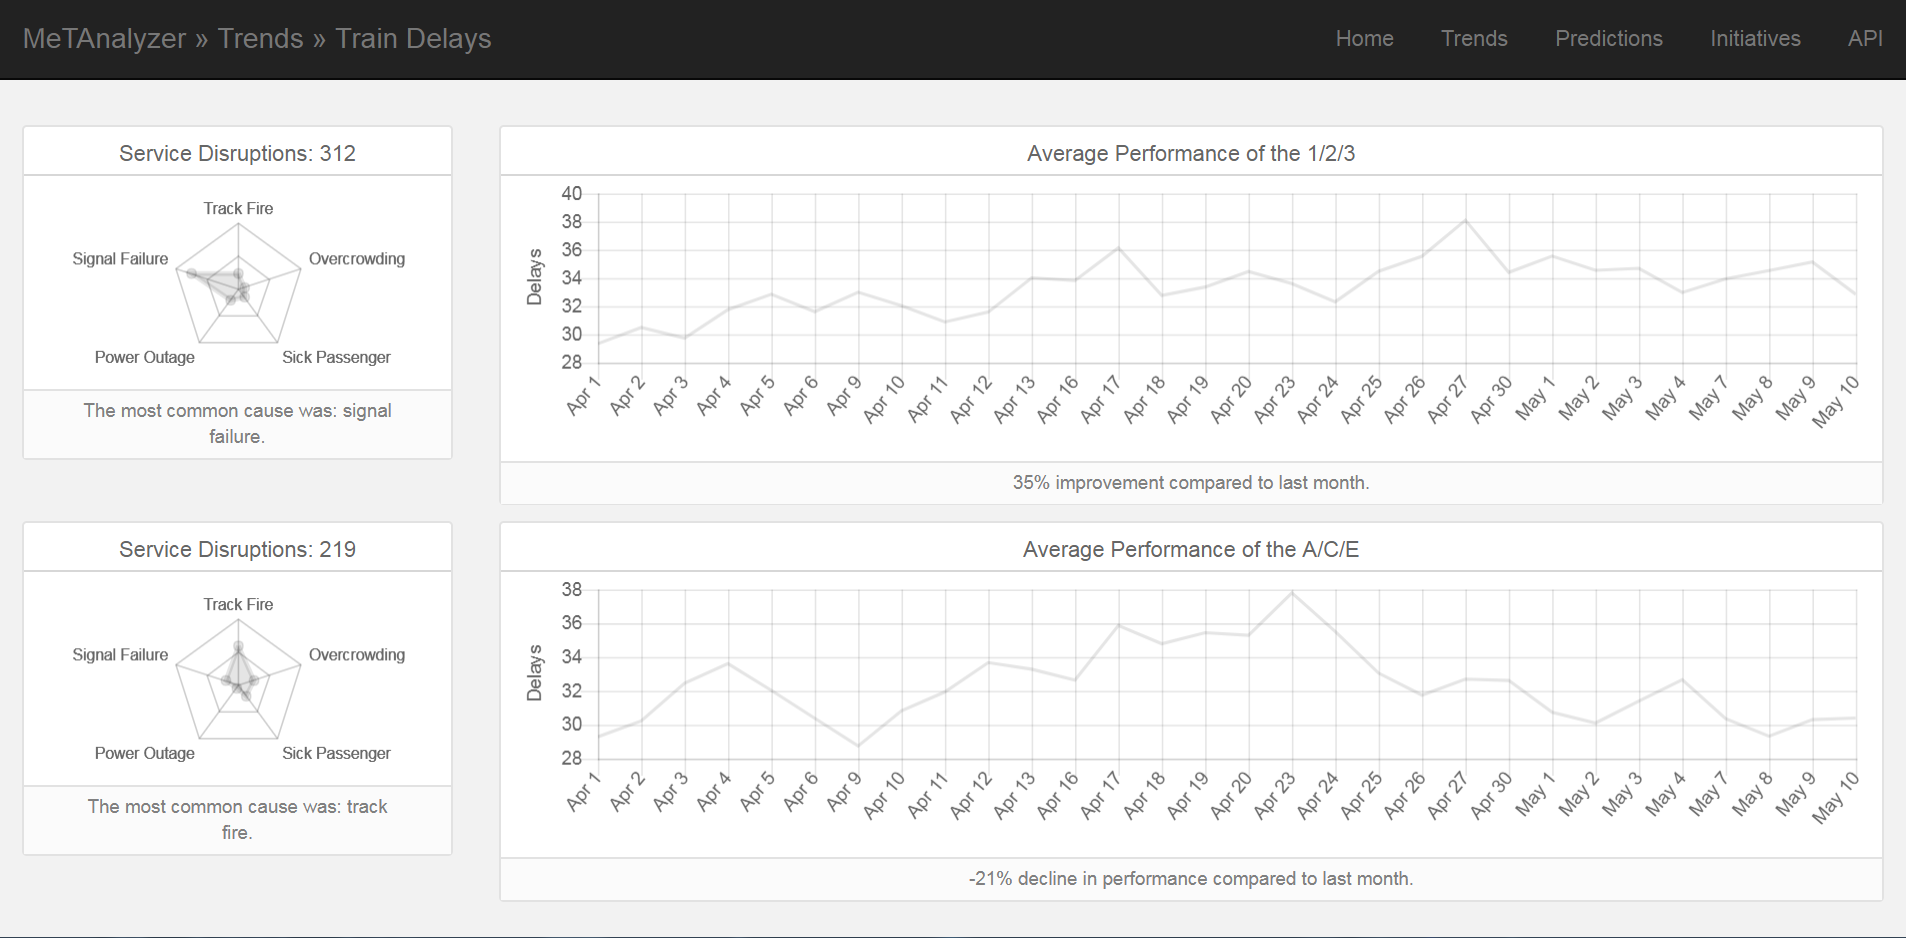 MeTAnalyzer » Trends » Train Delays
Home Trends Predictions Initiatives API
Service Disruptions: 312
Track Fire
Signal Failure
Overcrowding
Power Outage
Sick Passenger
The most common cause was: signal
failure.
Average Performance of the 1/2/3
Delays
40
38
36
34
32
30
28
Apr 1 Apr 2 Apr 3 Apr 4 Apr 5 Apr 6 Apr 9 Apr 10 Apr 11 Apr 12 Apr 13 Apr 16 Apr 17 Apr 18 Apr 19 Apr 20 Apr 23 Apr 24 Apr 25 Apr 26 Apr 27 Apr 30 May 1 May 2 May 3 May 4 May 7 May 8 May 9 May 10
35% improvement compared to last month.
Service Disruptions: 219
Track Fire
Signal Failure
Overcrowding
Power Outage
Sick Passenger
The most common cause was: track
fire.
Average Performance of the A/C/E
Delays
38
36
34
32
30
28
Apr 1 Apr 2 Apr 3 Apr 4 Apr 5 Apr 6 Apr 9 Apr 10 Apr 11 Apr 12 Apr 13 Apr 16 Apr 17 Apr 18 Apr 19 Apr 20 Apr 23 Apr 24 Apr 25 Apr 26 Apr 27 Apr 30 May 1 May 2 May 3 May 4 May 7 May 8 May 9 May 10
-21% decline in performance compared to last month.